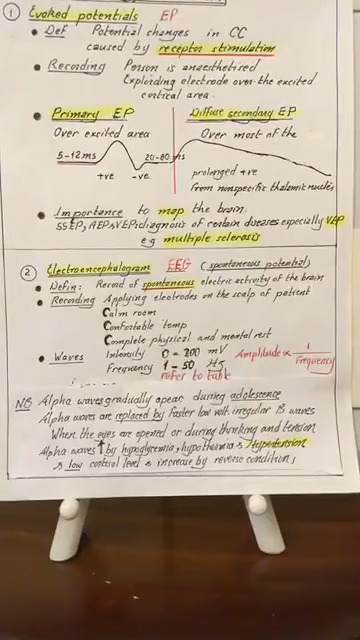 ① Evoked potentials EP
• Def Potential changes in CC
caused by receptor stimulation
• Recording Person is anaesthetized
Exploading electrode over the excited
cortical area.
• Primary EP
Over excited area
5-12ms
+ve
-ve
20-80 ms
Diffuse secondary EP
Over most of the
prolonged +ve
from nonspecific thalamic nucles
• Importance to map the brain.
SSEP, AEP, VEP: diagnosis of certain diseases especially VEP
e.g multiple sclerosis
② Electroencephalogram EEG (spontaneous potential)
• Defin: Record of spontaneous electric activity of the brain
• Recording Applying electrodes on the scalp of patient
Calm room
Confortable temp
Complete physical and mental rest
• Waves Intensity 0-200 mV
Frequency 1-50 Hz
refer to table
Amplitude ∝ 1/Frequency
NB Alpha waves gradually apear during adolescence
Alpha waves are replaced by faster low volt irregular B waves
When the eyes are opened or during thinking and tension
Alpha waves ↑ by hypoglycemia, hypothermia & Hypertension
& low cortisol level & increase by reverse condition,